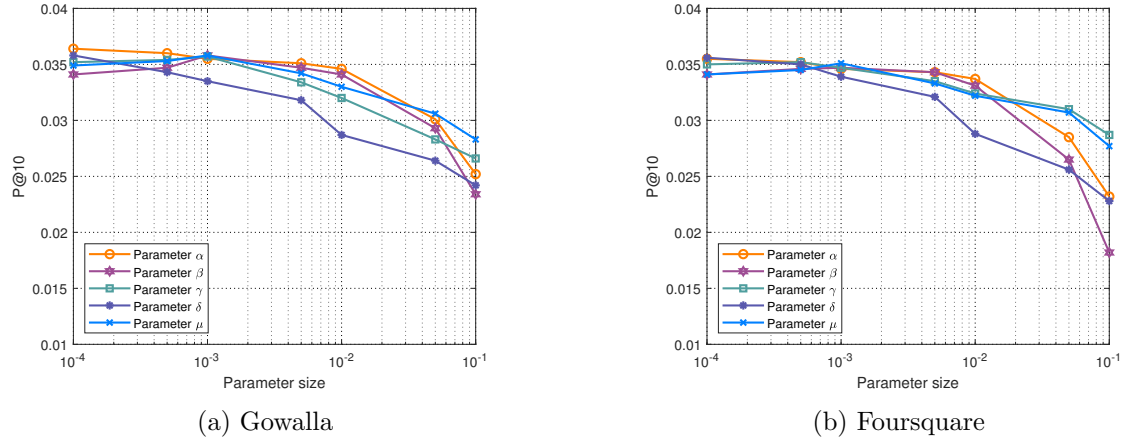 0.04
0.035
0.03
0.025
0.02
0.015
0.01
P@10
10⁻⁴
10⁻³
10⁻²
10⁻¹
Parameter size
Parameter α
Parameter β
Parameter γ
Parameter δ
Parameter μ
(a) Gowalla
0.04
0.035
0.03
0.025
0.02
0.015
0.01
P@10
10⁻⁴
10⁻³
10⁻²
10⁻¹
Parameter size
Parameter α
Parameter β
Parameter γ
Parameter δ
Parameter μ
(b) Foursquare